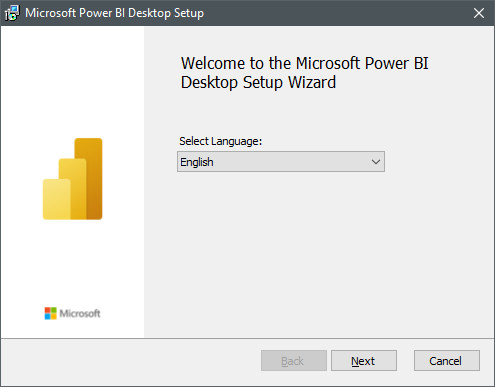 Microsoft Power BI Desktop Setup
Welcome to the Microsoft Power BI
Desktop Setup Wizard
Select Language:
English
Microsoft
Back
Next
Cancel